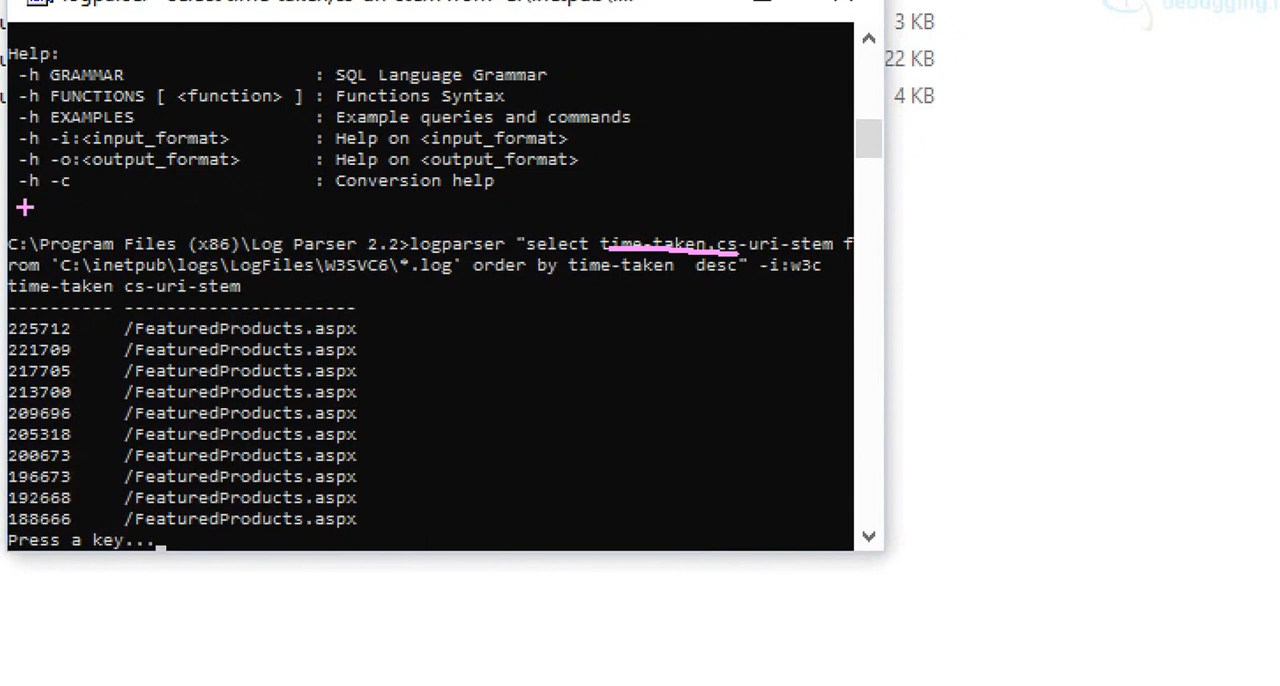 3 KB
22 KB
4 KB
Help:
-h GRAMMAR : SQL Language Grammar
-h FUNCTIONS [ <function> ] : Functions Syntax
-h EXAMPLES : Example queries and commands
-h -i:<input_format> : Help on <input_format>
-h -o:<output_format> : Help on <output_format>
-h -c : Conversion help
C:\Program Files (x86)\Log Parser 2.2>logparser "select time-taken,cs-uri-stem f
rom 'C:\inetpub\logs\LogFiles\W3SVC6\*.log' order by time-taken  desc" -i:w3c
time-taken cs-uri-stem
---------- ----------------------
225712 /FeaturedProducts.aspx
221709 /FeaturedProducts.aspx
217705 /FeaturedProducts.aspx
213700 /FeaturedProducts.aspx
209696 /FeaturedProducts.aspx
205318 /FeaturedProducts.aspx
200673 /FeaturedProducts.aspx
196673 /FeaturedProducts.aspx
192668 /FeaturedProducts.aspx
188666 /FeaturedProducts.aspx
Press a key...